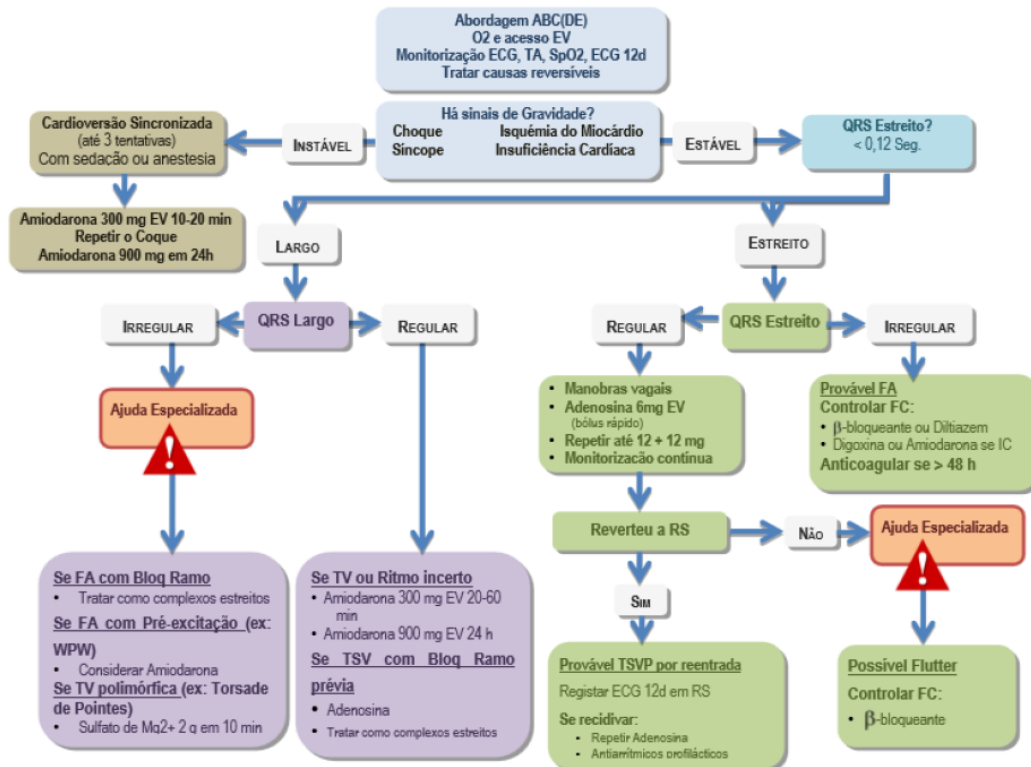 Abordagem ABC(DE)
O2 e acesso EV
Monitorização ECG, TA, SpO2, ECG 12d
Tratar causas reversíveis
Há sinais de Gravidade?
Choque Isquémia do Miocárdio
Síncope Insuficiência Cardíaca
INSTÁVEL
ESTÁVEL
Cardioversão Sincronizada
(até 3 tentativas)
Com sedação ou anestesia
QRS Estreito?
< 0,12 Seg.
Amiodarona 300 mg EV 10-20 min
Repetir o Coque
Amiodarona 900 mg em 24h
LARGO
ESTREITO
IRREGULAR
QRS Largo
REGULAR
REGULAR
QRS Estreito
IRREGULAR
Ajuda Especializada
!
• Manobras vagais
• Adenosina 6mg EV
(bólus rápido)
• Repetir até 12 + 12 mg
• Monitorizacão contínua
Provável FA
Controlar FC:
• β-bloqueante ou Diltiazem
• Digoxina ou Amiodarona se IC
Anticoagular se > 48 h
Reverteu a RS
NÃO
Ajuda Especializada
!
SIM
Se FA com Bloq Ramo
• Tratar como complexos estreitos
Se FA com Pré-excitação (ex:
WPW)
• Considerar Amiodarona
Se TV polimórfica (ex: Torsade
de Pointes)
• Sulfato de Mg2+ 2 g em 10 min
Se TV ou Ritmo incerto
• Amiodarona 300 mg EV 20-60
min
• Amiodarona 900 mg EV 24 h
Se TSV com Bloq Ramo
prévia
• Adenosina
• Tratar como complexos estreitos
Provável TSVP por reentrada
Registar ECG 12d em RS
Se recidivar:
• Repetir Adenosina
• Antiarrítmicos profilácticos
Possível Flutter
Controlar FC:
• β-bloqueante